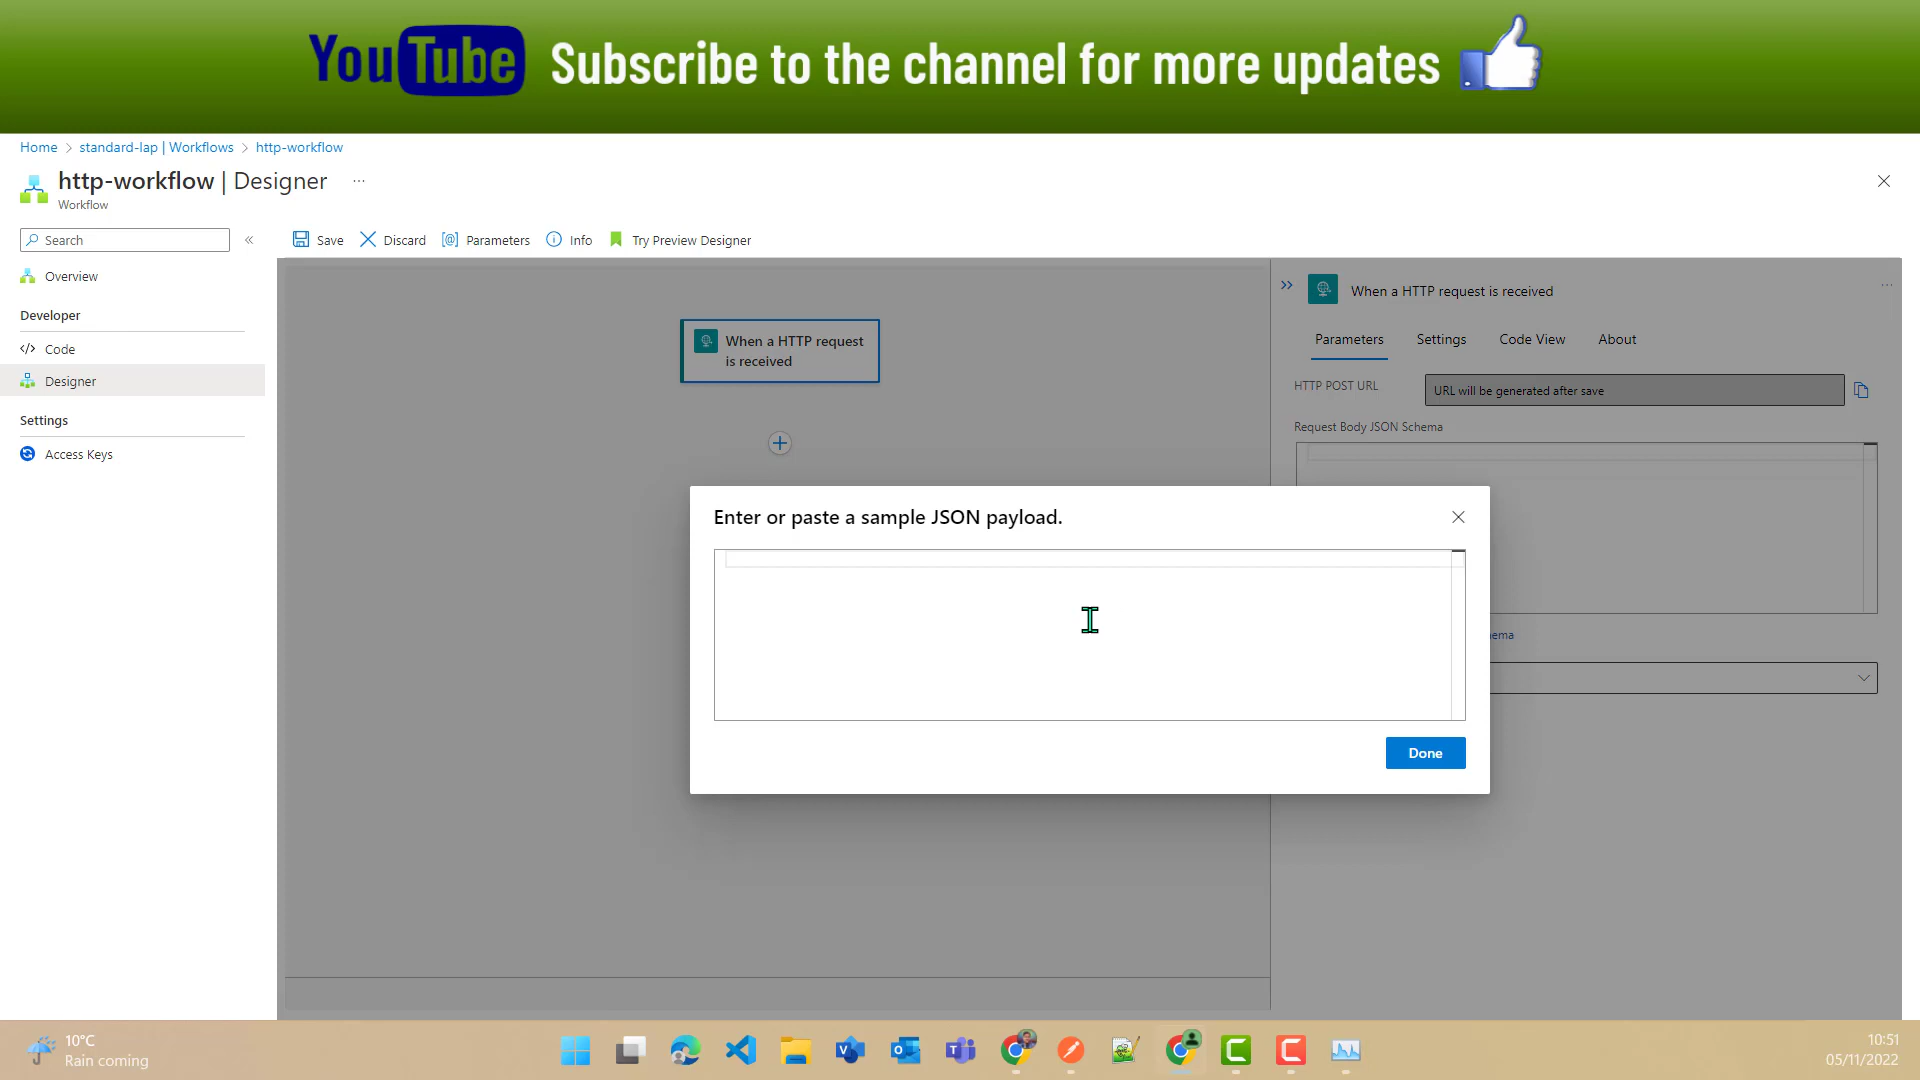 YouTube Subscribe to the channel for more updates
Home > standard-lap | Workflows > http-workflow
http-workflow | Designer ...
Workflow
Search «
Save Discard Parameters Info Try Preview Designer
Overview
Developer
Code
Designer
Settings
Access Keys
When a HTTP request
is received
When a HTTP request is received ...
Parameters Settings Code View About
HTTP POST URL URL will be generated after save
Request Body JSON Schema
Enter or paste a sample JSON payload.
ema
Done
10°C
Rain coming
10:51
05/11/2022